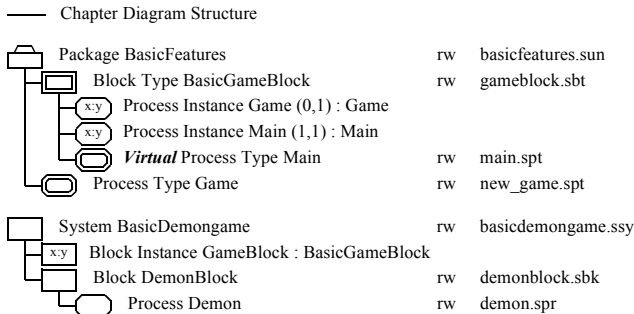 Chapter Diagram Structure
Package BasicFeatures rw basicfeatures.sun
Block Type BasicGameBlock rw gameblock.sbt
x:y Process Instance Game (0,1) : Game
x:y Process Instance Main (1,1) : Main
Virtual Process Type Main rw main.spt
Process Type Game rw new_game.spt
System BasicDemongame rw basicdemongame.ssy
x:y Block Instance GameBlock : BasicGameBlock
Block DemonBlock rw demonblock.sbk
Process Demon rw demon.spr